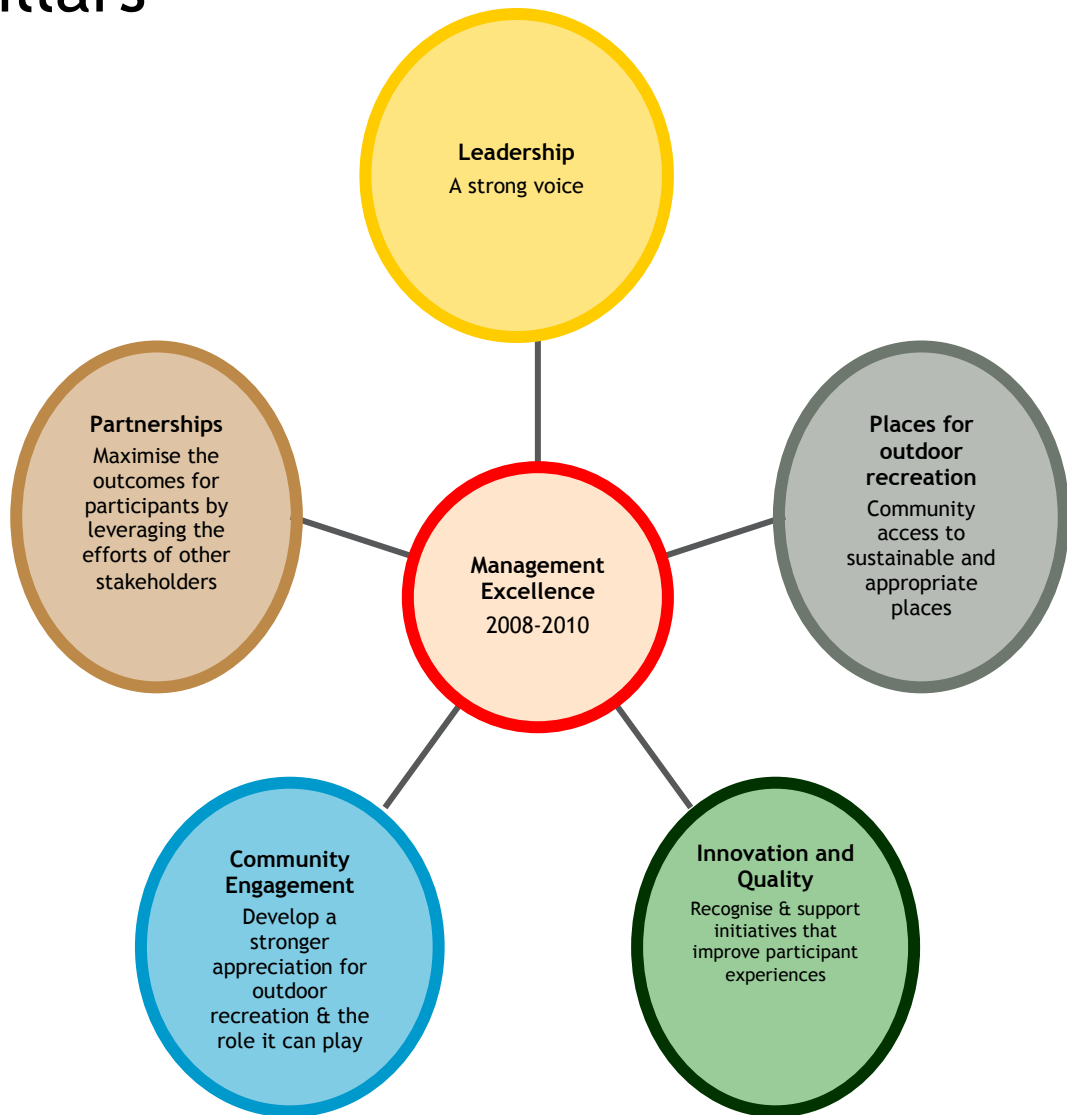 Leadership
A strong voice
Partnerships
Maximise the
outcomes for
participants by
leveraging the
efforts of other
stakeholders
Places for
outdoor
recreation
Community
access to
sustainable and
appropriate
places
Management
Excellence
2008-2010
Community
Engagement
Develop a
stronger
appreciation for
outdoor
recreation & the
role it can play
Innovation and
Quality
Recognise & support
initiatives that
improve participant
experiences